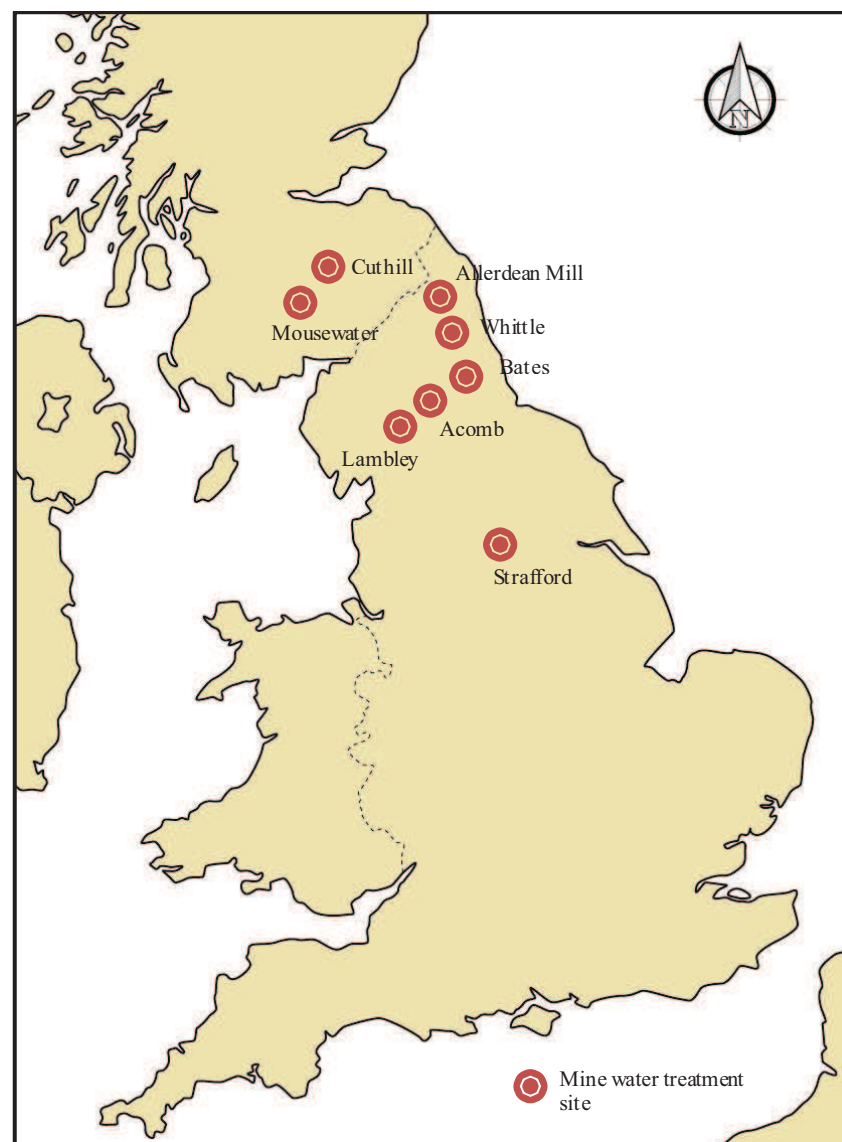 N
Cuthill
Allerdean Mill
Mousewater
Whittle
Bates
Acomb
Lambley
Strafford
Mine water treatment
site